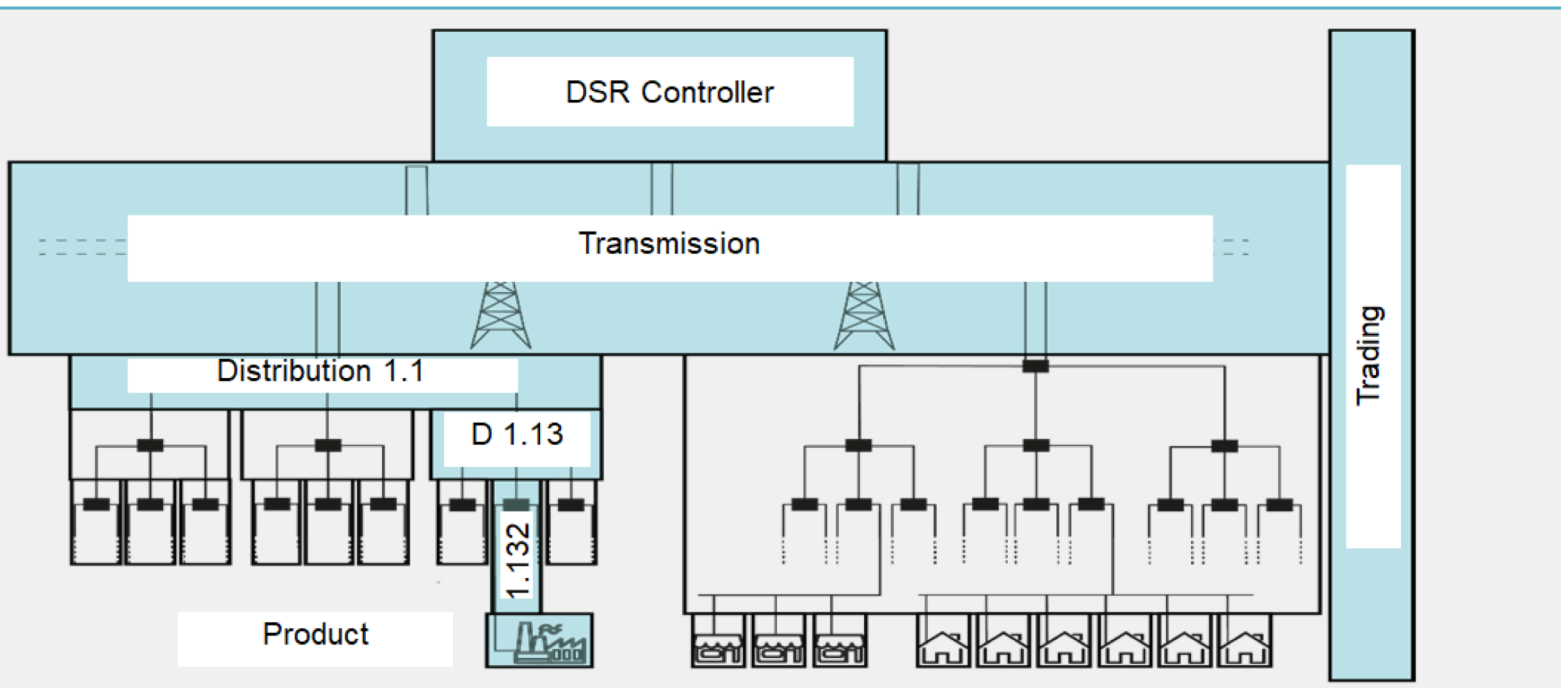 DSR Controller
Transmission
Trading
Distribution 1.1
D 1.13
1.132
Product